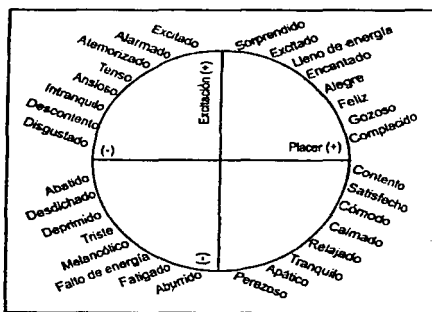 Excitado
Alarmado
Atemorizado
Tenso
Ansioso
Intranquilo
Descontento
Disgustado
Sorprendido
Excitado
Lleno de energía
Encantado
Alegre
Feliz
Gozoso
Complacido
Excitación (+)
(-)
Placer (+)
(-)
Abatido
Desdichado
Deprimido
Triste
Melancólico
Falto de energía
Fatigado
Aburrido
Contento
Satisfecho
Cómodo
Calmado
Relajado
Tranquilo
Apático
Perazoso